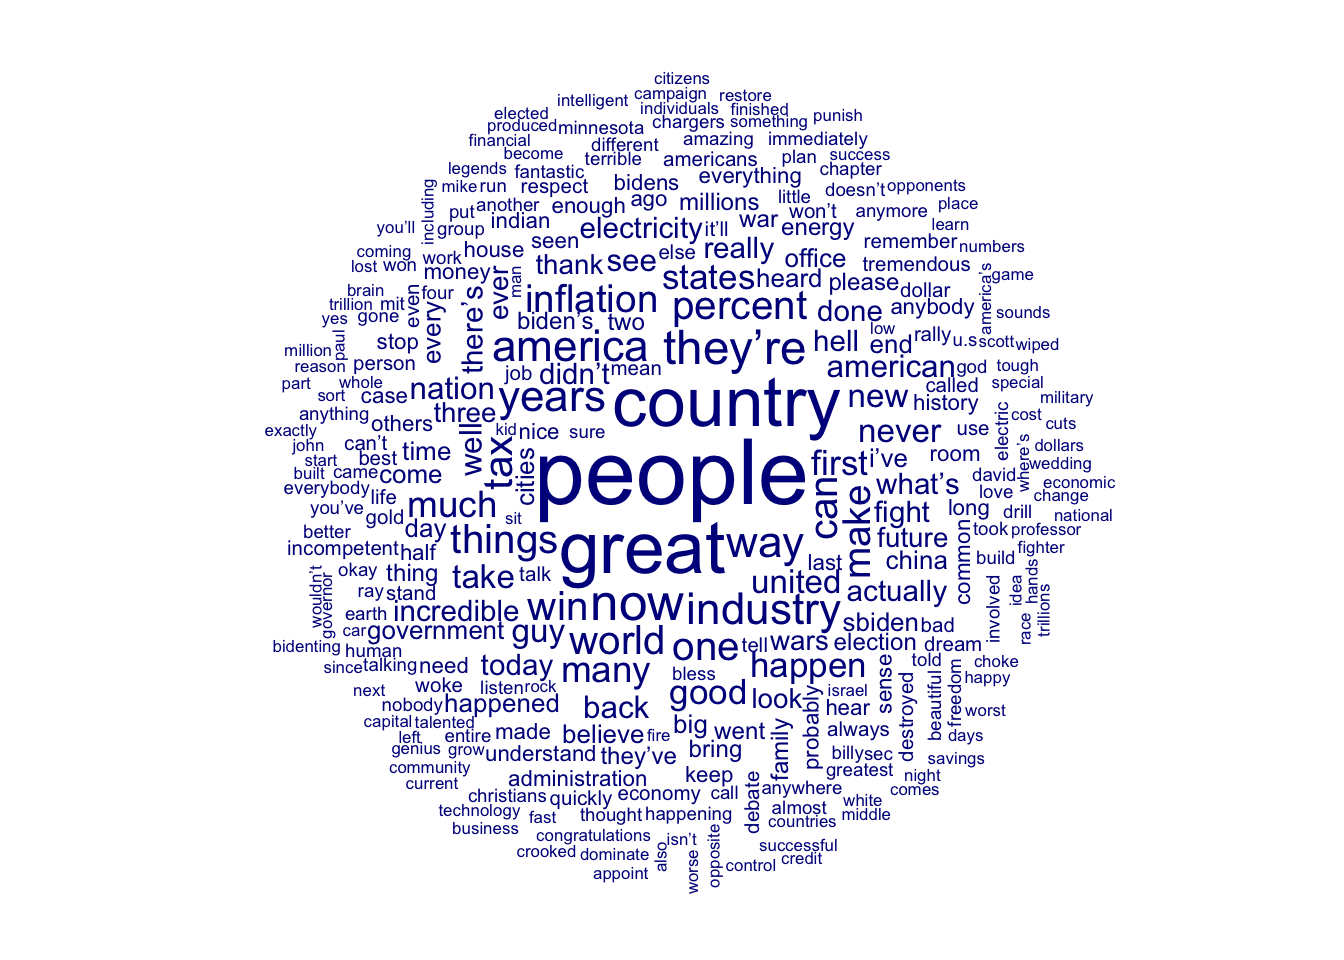 citizens
intelligent campaign restore
elected individuals finished
produced minnesota chargers something punish
financial different amazing immediately
become terrible americans plan success
legends fantastic everything chapter
mike run respect bidens little doesn't opponents
including another enough ago millions won't anymore place
put indian war
you'll group electricity it'll energy learn
coming work house seen else really office remember numbers
lost won money man thank see states heard please tremendous america's game
brain four ever dollar
trillion mit even there's inflation percent done anybody sounds
yes gone every biden's two low
paul stop america they're hell end rally u.s scott wiped
million
reason person job didn't mean american god tough
part sort whole case nation years country new called special military
history cost cuts
anything others three kid nice sure never use electric
exactly well
john can't time tax room where's dollars
start best people first i've wedding
built came come cities what's david economic
everybody life love change
you've gold much sit can make fight long drill national
better day things great way future took professor
incompetent half last china common build fighter
okay thing take talk united actually idea hands
wouldn't governor ray stand involved
earth incredible win now industry race trillions
car government guy world one sbiden bad
bidenting human tell wars election dream
since talking need today many happen told choke
next woke listen rock bless sense happy
nobody happened back good look israel beautiful freedom
capital talented probably hear destroyed worst
left entire made believe fire big went always days
genius grow understand they've bring family billysec savings
community greatest
current administration keep night
christians quickly economy call debate anywhere comes
technology fast thought happening almost white middle
business congratulations isn't countries
crooked dominate also opposite successful
appoint worse control credit